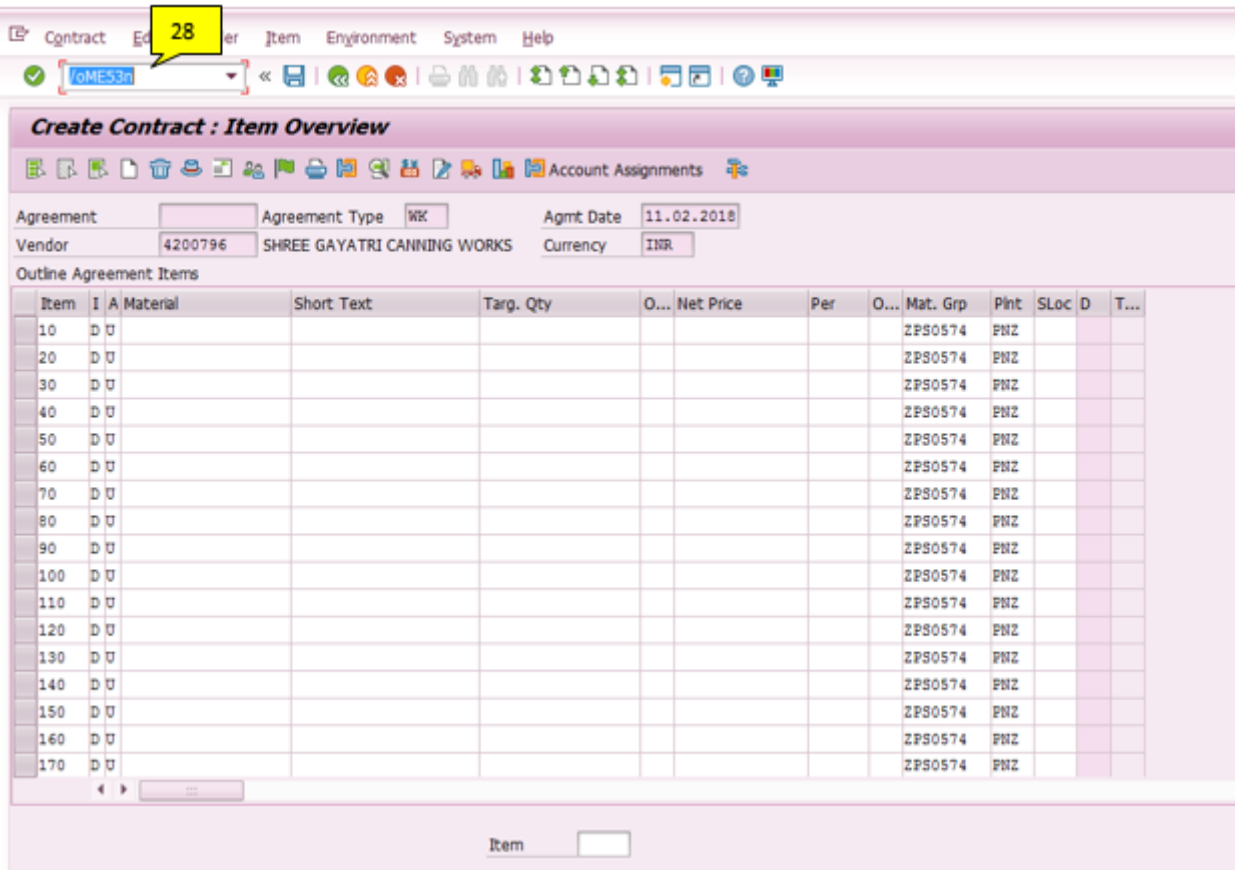 28
Contract Ed er Item Environment System Help
/oME53n
Create Contract : Item Overview
Account Assignments
Agreement Agreement Type WK Agmt Date 11.02.2018
Vendor 4200796 SHREE GAYATRI CANNING WORKS Currency INR
Outline Agreement Items
Item I A Material Short Text Targ. Qty O... Net Price Per O... Mat. Grp Plnt SLoc D T...
10 D U ZPS0574 PNZ
20 D U ZPS0574 PNZ
30 D U ZPS0574 PNZ
40 D U ZPS0574 PNZ
50 D U ZPS0574 PNZ
60 D U ZPS0574 PNZ
70 D U ZPS0574 PNZ
80 D U ZPS0574 PNZ
90 D U ZPS0574 PNZ
100 D U ZPS0574 PNZ
110 D U ZPS0574 PNZ
120 D U ZPS0574 PNZ
130 D U ZPS0574 PNZ
140 D U ZPS0574 PNZ
150 D U ZPS0574 PNZ
160 D U ZPS0574 PNZ
170 D U ZPS0574 PNZ
Item